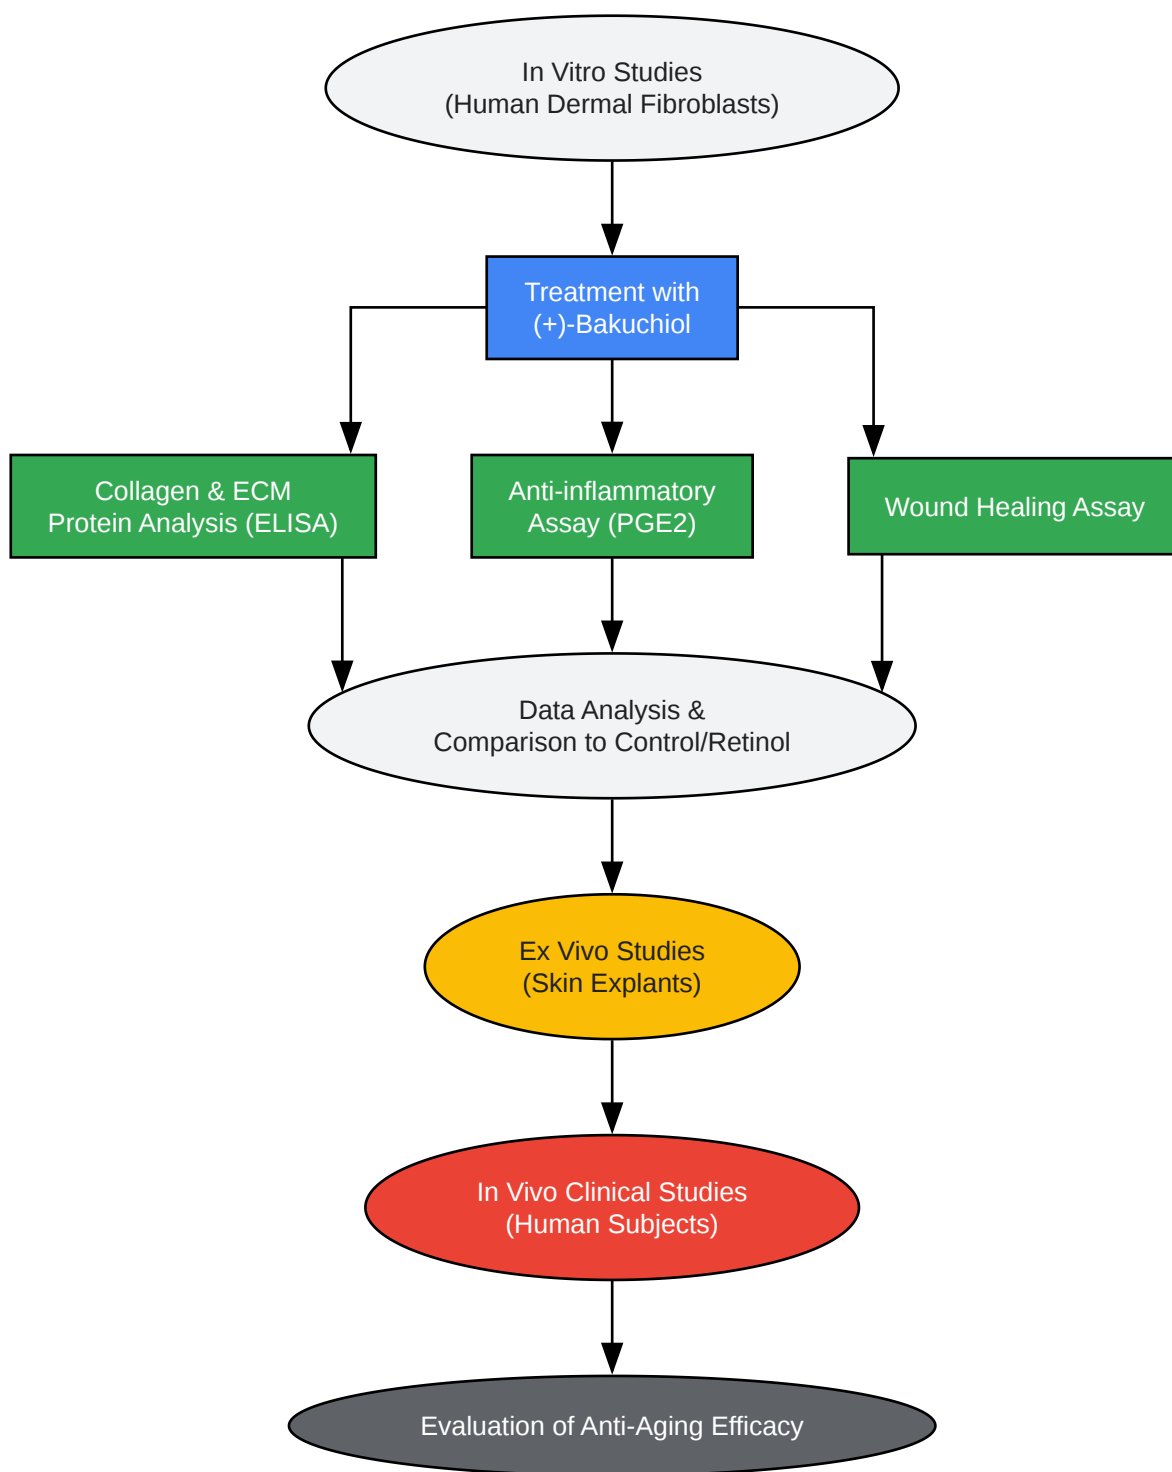 In Vitro Studies
(Human Dermal Fibroblasts)
Treatment with
(+)-Bakuchiol
Collagen & ECM
Protein Analysis (ELISA)
Anti-inflammatory
Assay (PGE2)
Wound Healing Assay
Data Analysis &
Comparison to Control/Retinol
Ex Vivo Studies
(Skin Explants)
In Vivo Clinical Studies
(Human Subjects)
Evaluation of Anti-Aging Efficacy